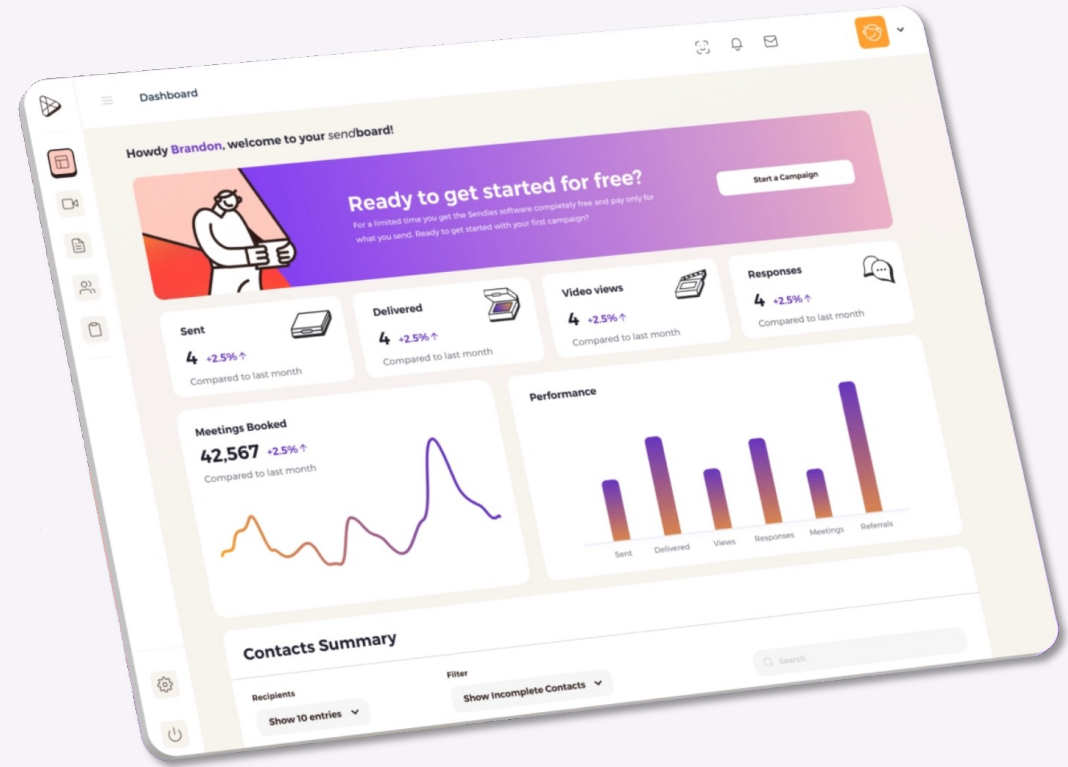 Dashboard
Howdy Brandon, welcome to your sendboard!
Ready to get started for free?
For a limited time you get the Sendias software completely free and pay only for
what you send. Ready to get started with your first campaign?
Start a Campaign
Sent
4 +2.5%↑
Compared to last month
Delivered
4 +2.5%↑
Compared to last month
Video views
4 +2.5%↑
Compared to last month
Responses
4 +2.5%↑
Compared to last month
Meetings Booked
42,567 +2.5%↑
Compared to last month
Performance
Sent Delivered Views Responses Meetings Referrals
Contacts Summary
Recipients
Show 10 entries
Filter
Show Incomplete Contacts
Search